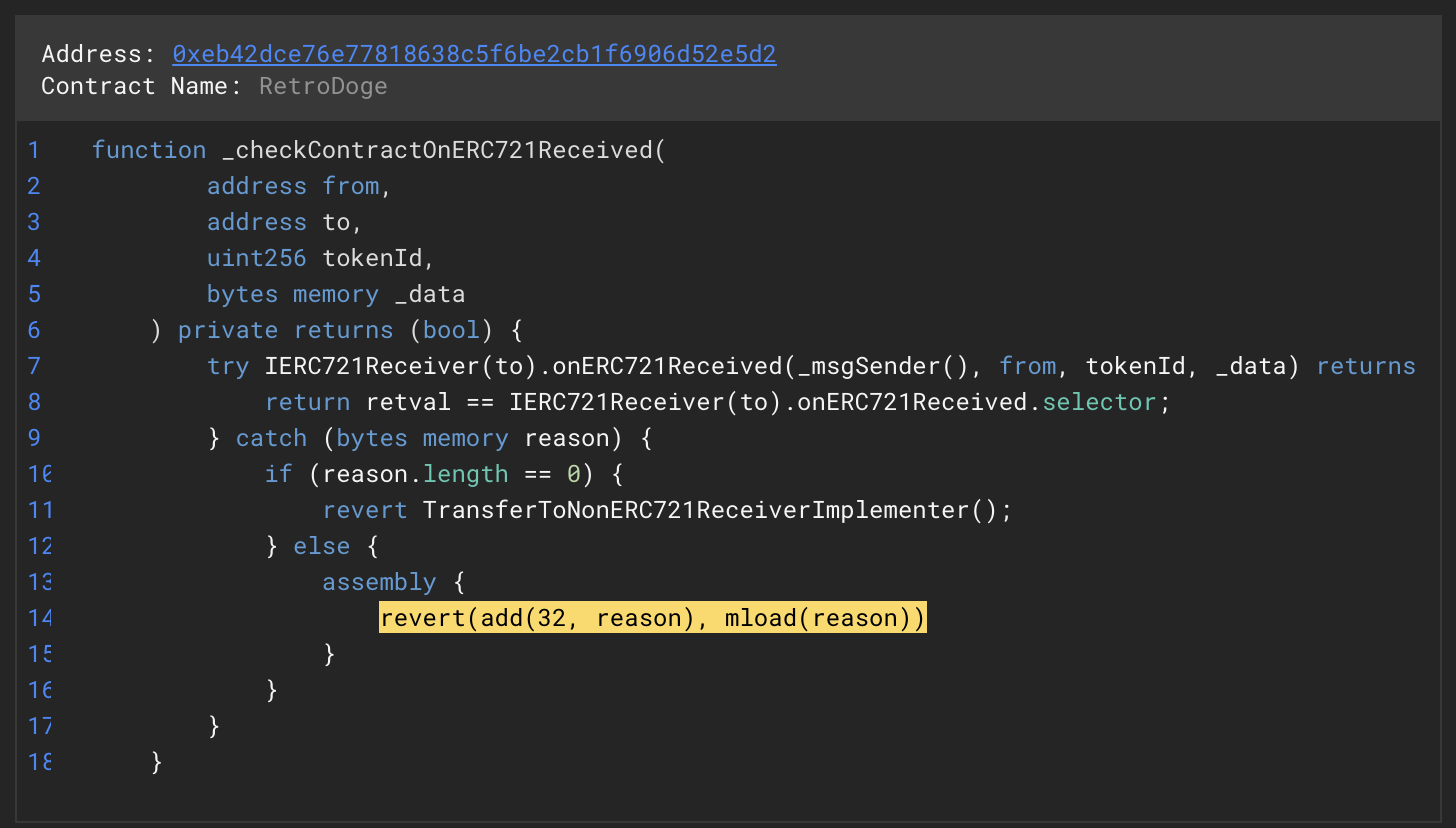 Address: 0xeb42dce76e77818638c5f6be2cb1f6906d52e5d2
Contract Name: RetroDoge
1 function _checkContractOnERC721Received(
2 address from,
3 address to,
4 uint256 tokenId,
5 bytes memory _data
6 ) private returns (bool) {
7 try IERC721Receiver(to).onERC721Received(_msgSender(), from, tokenId, _data) returns
8 return retval == IERC721Receiver(to).onERC721Received.selector;
9 } catch (bytes memory reason) {
10 if (reason.length == 0) {
11 revert TransferToNonERC721ReceiverImplementer();
12 } else {
13 assembly {
14 revert(add(32, reason), mload(reason))
15 }
16 }
17 }
18 }